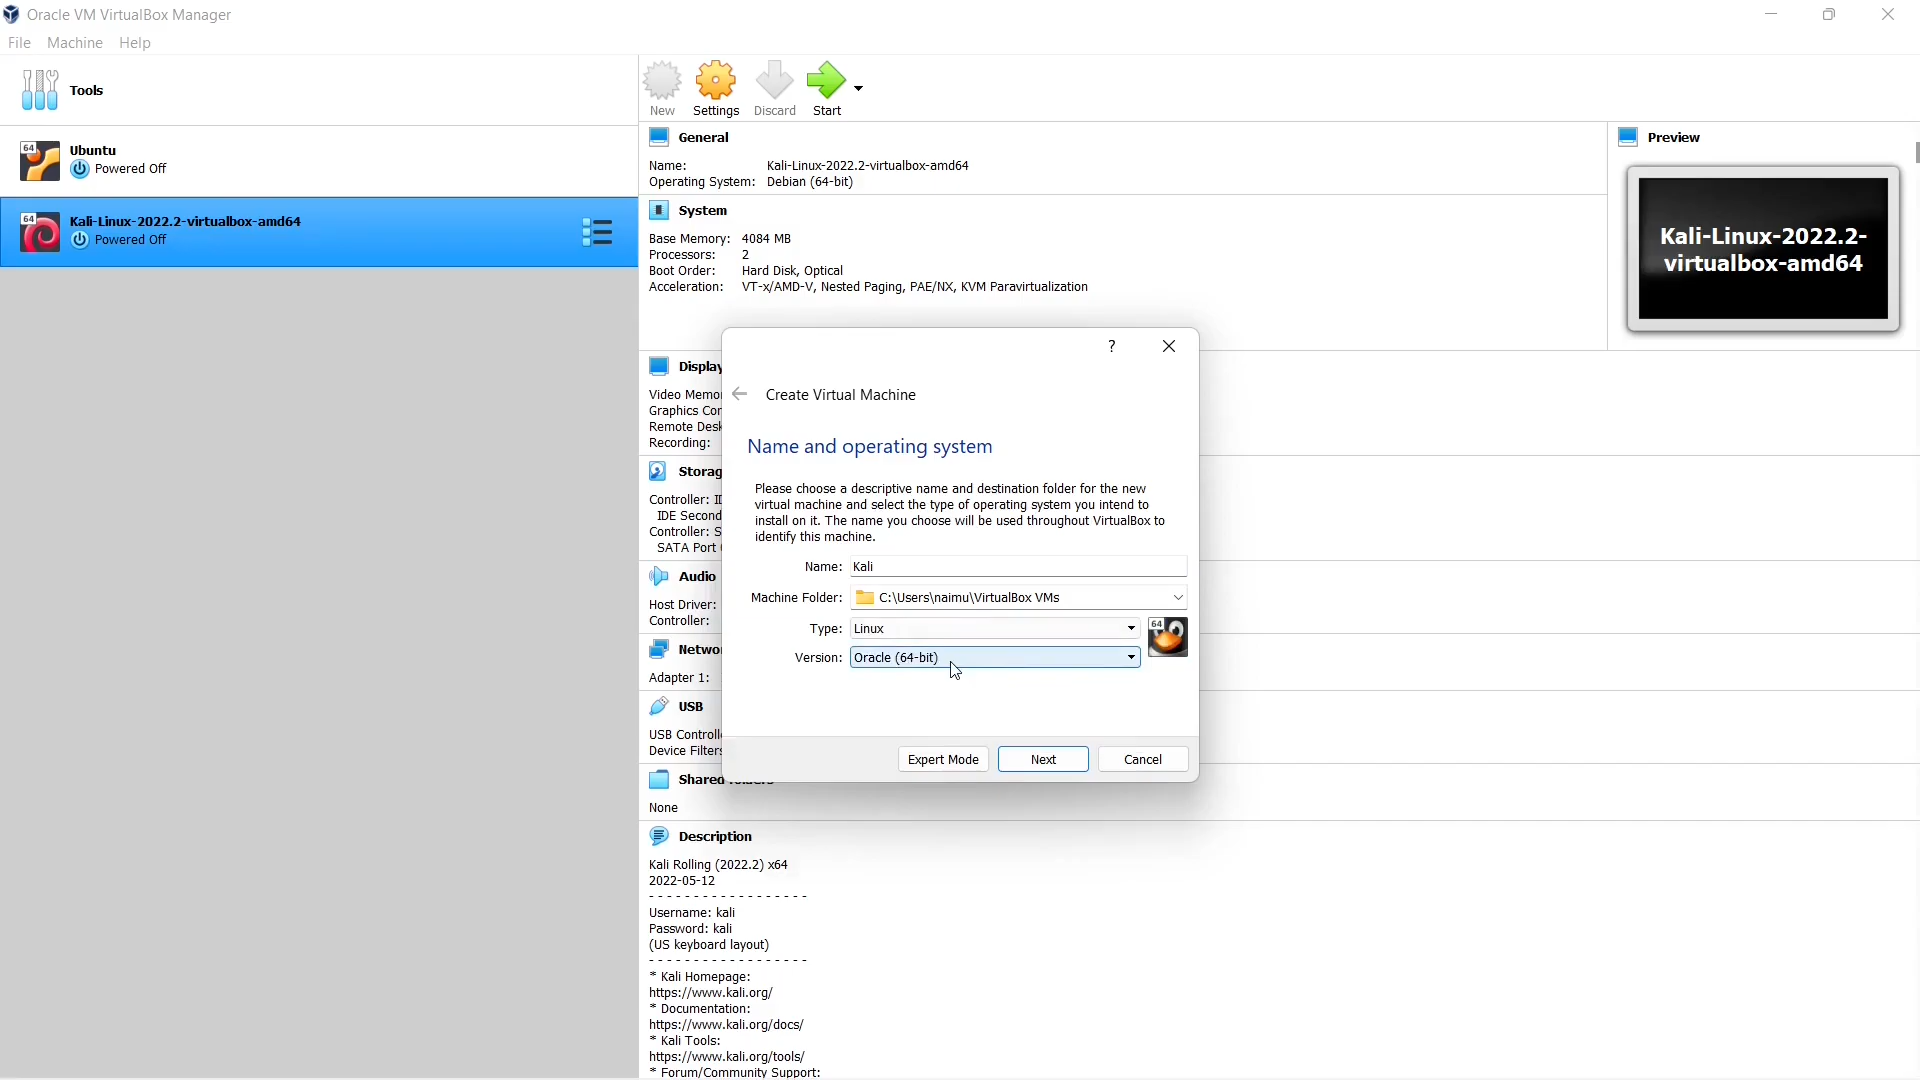 Oracle VM VirtualBox Manager
File Machine Help
Tools
New Settings Discard Start
64 Ubuntu
Powered Off
64 Kali-Linux-2022.2-virtualbox-amd64
Powered Off
General
Name: Kali-Linux-2022.2-virtualbox-amd64
Operating System: Debian (64-bit)
System
Base Memory: 4084 MB
Processors: 2
Boot Order: Hard Disk, Optical
Acceleration: VT-x/AMD-V, Nested Paging, PAE/NX, KVM Paravirtualization
Preview
Kali-Linux-2022.2-
virtualbox-amd64
Display
Video Memo
Graphics Con
Remote Desk
Recording:
Storag
Controller: ID
IDE Second
Controller: S
SATA Port
Audio
Host Driver:
Controller:
Networ
Adapter 1:
USB
USB Controlle
Device Filters
Shared
None
Description
Kali Rolling (2022.2) x64
2022-05-12
- - - - - - - - - - - - - - - - - -
Username: kali
Password: kali
(US keyboard layout)
- - - - - - - - - - - - - - - - - -
* Kali Homepage:
https://www.kali.org/
* Documentation:
https://www.kali.org/docs/
* Kali Tools:
https://www.kali.org/tools/
* Forum/Community Support:
?
Create Virtual Machine
Name and operating system
Please choose a descriptive name and destination folder for the new
virtual machine and select the type of operating system you intend to
install on it. The name you choose will be used throughout VirtualBox to
identify this machine.
Name: Kali
Machine Folder: C:\Users\naimu\VirtualBox VMs
Type: Linux
64
Version: Oracle (64-bit)
Expert Mode Next Cancel